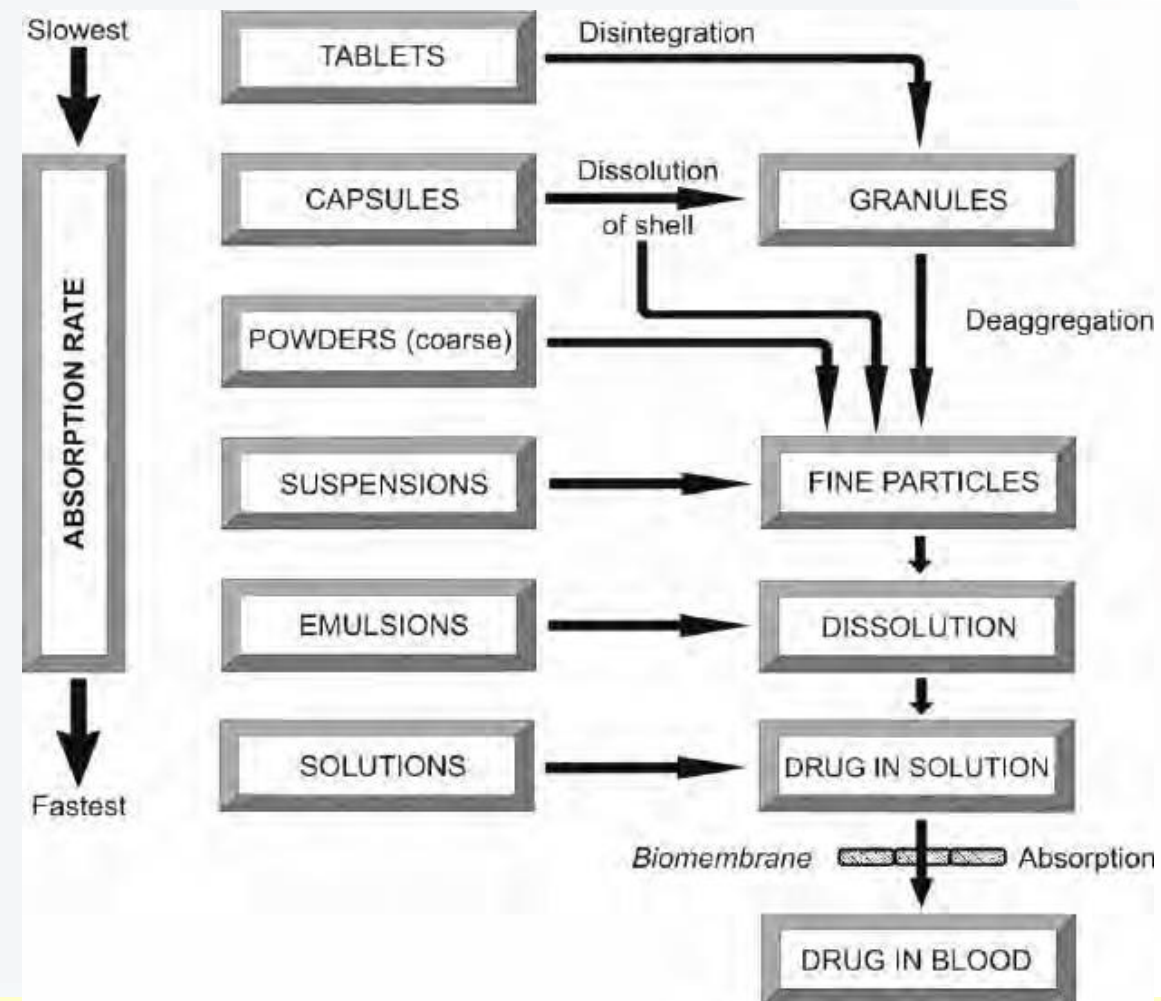 Slowest
TABLETS
Disintegration
CAPSULES
Dissolution
of shell
GRANULES
ABSORPTION RATE
POWDERS (coarse)
Deaggregation
SUSPENSIONS
FINE PARTICLES
EMULSIONS
DISSOLUTION
SOLUTIONS
DRUG IN SOLUTION
Fastest
Biomembrane
Absorption
DRUG IN BLOOD